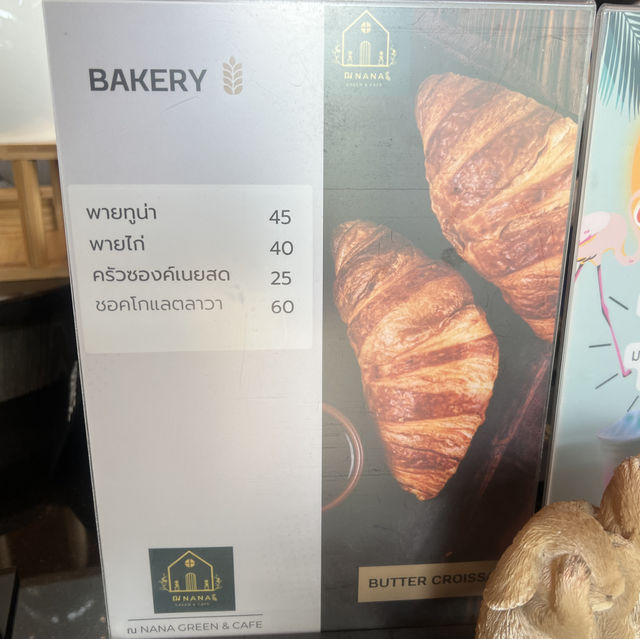 BAKERY
พายทูน่า 45
พายไก่ 40
ครัวซองค์เนยสด 25
ชอคโกแลตลาวา 60
ณ NANA
GREEN & CAFE
ณ NANA GREEN & CAFE
ณ NANA
GREEN & CAFE
BUTTER CROISS